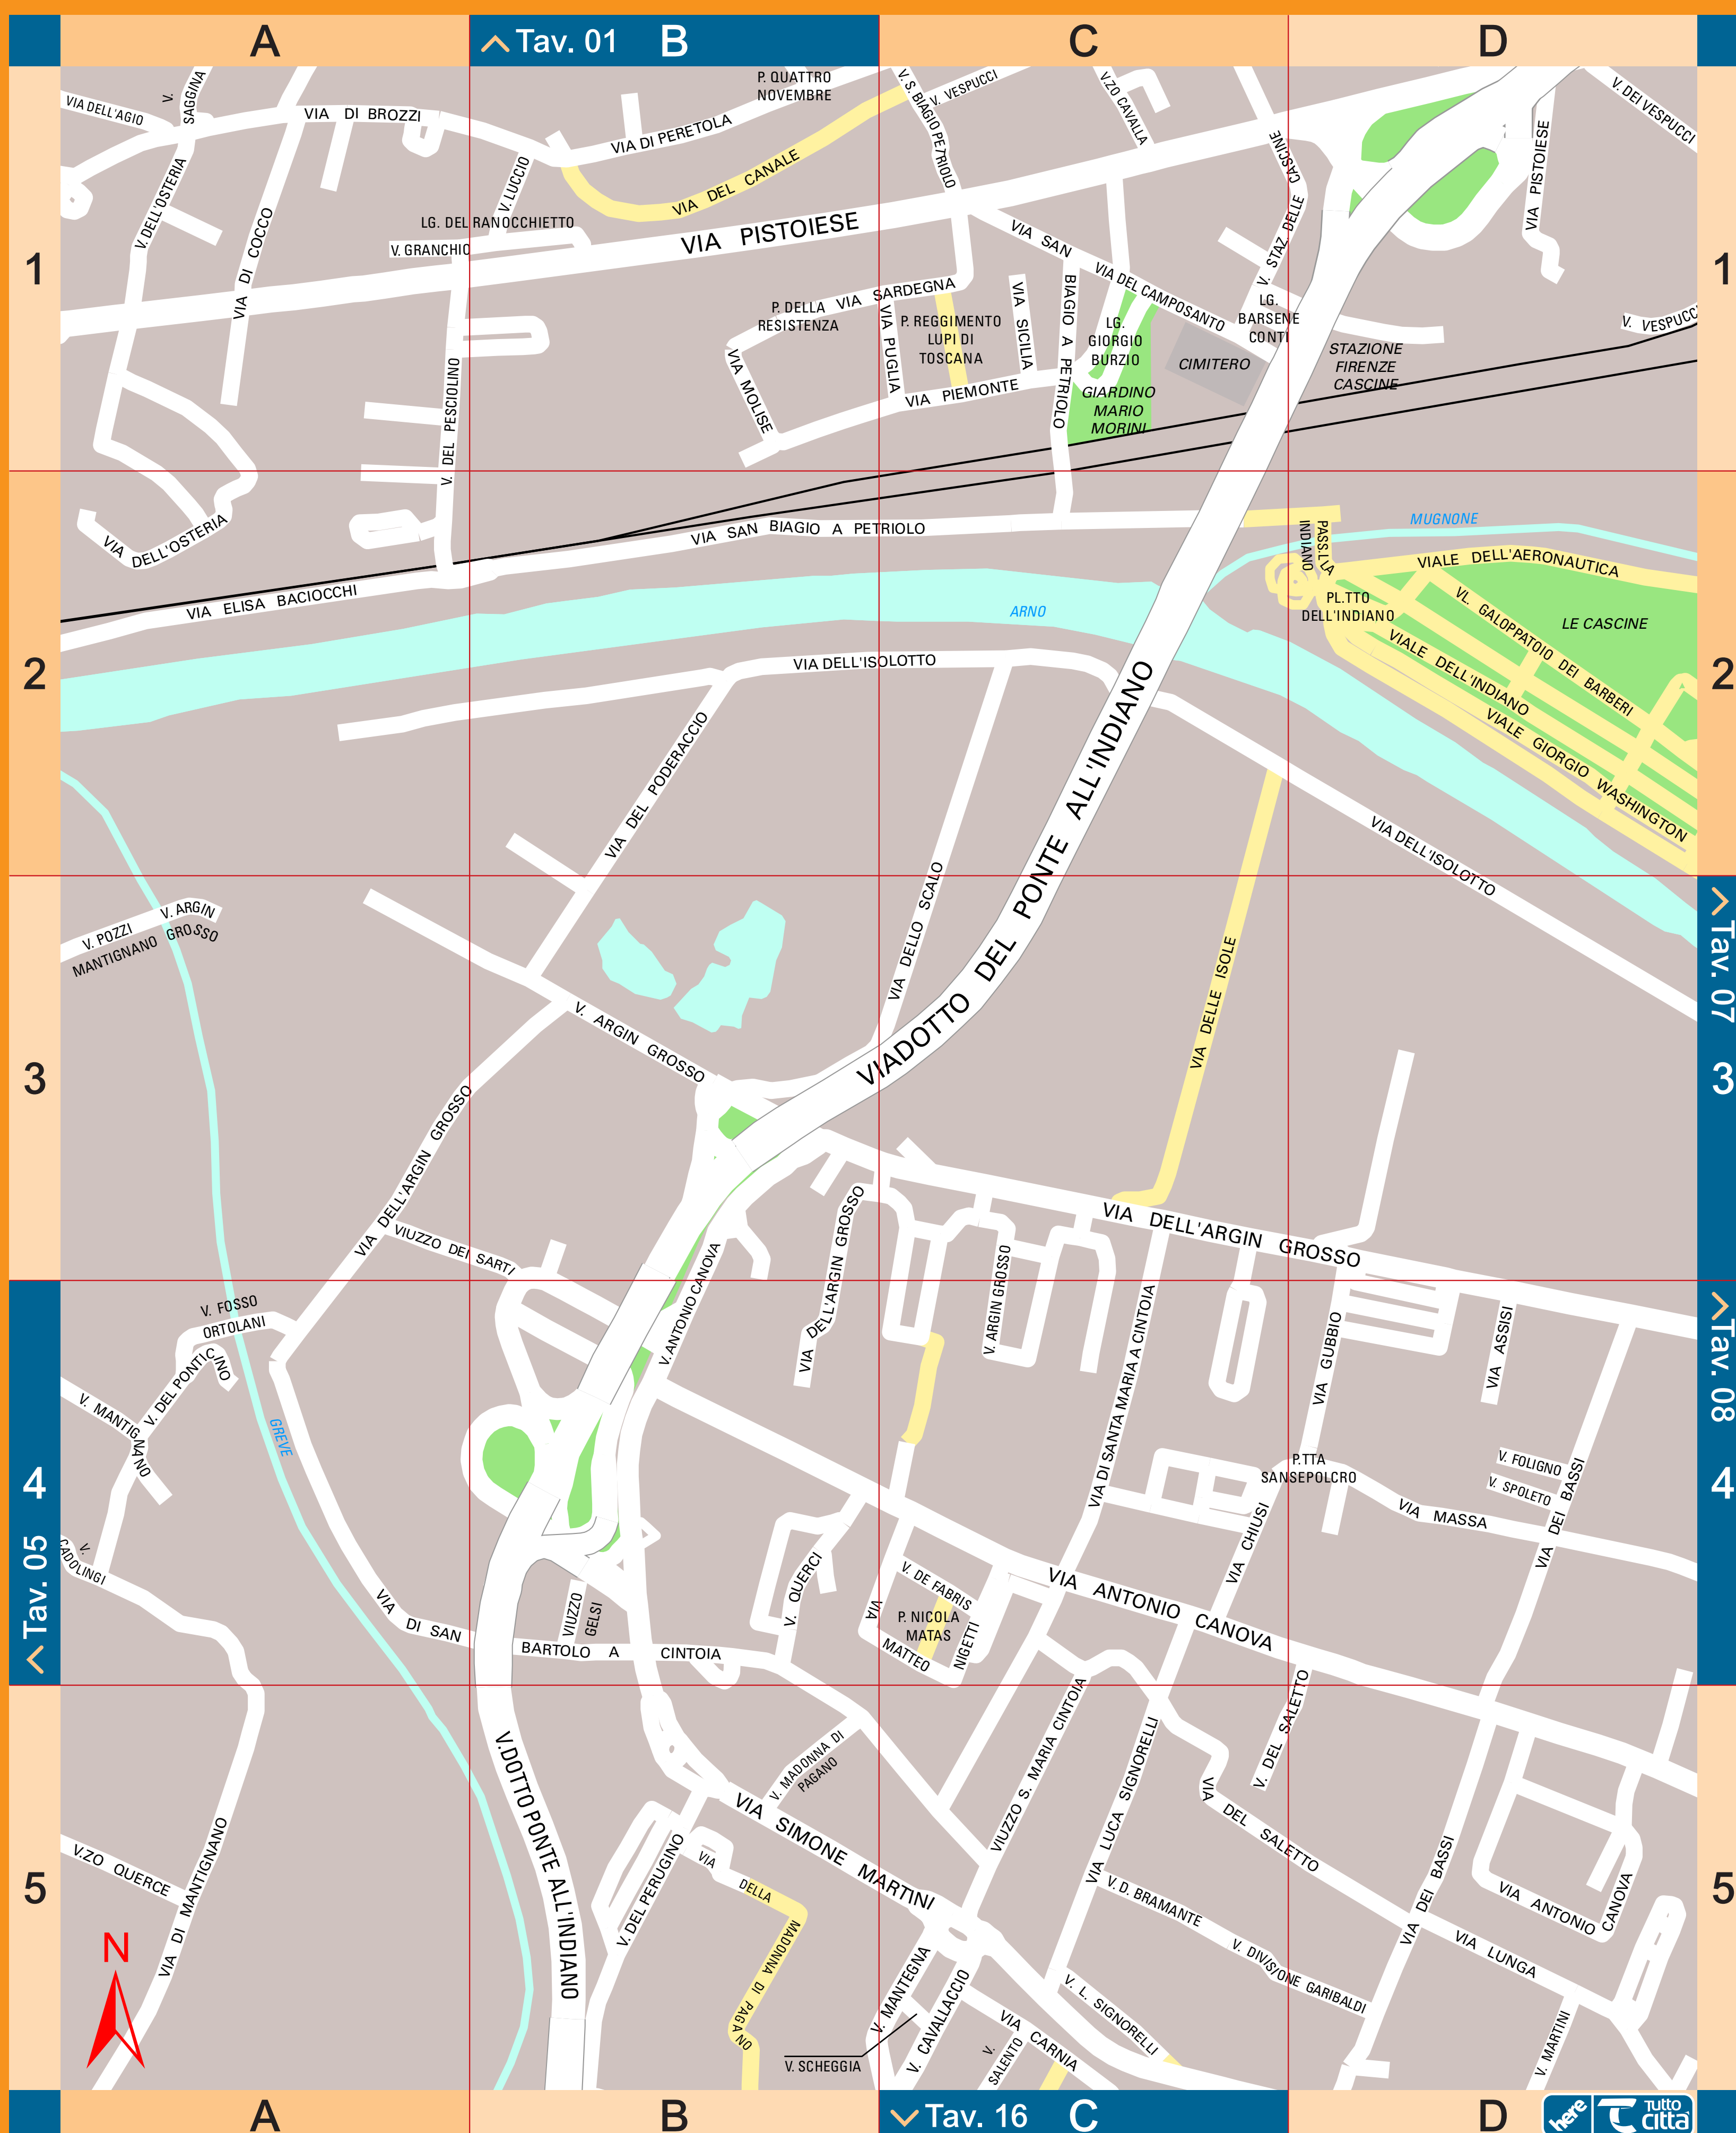 A
Tav. 01 B
C
D
1
1
VIA DELL'AGIO
V. SAGGINA
VIA DI BROZZI
P. QUATTRO
NOVEMBRE
VIA DI PERETOLA
VIA DEL CANALE
V. S. BIAGIO PETRIOLO
V. VESPUCCI
V.ZO CAVALLA
V. DEI VESPUCCI
VIA PISTOIESE
V. DELL'OSTERIA
VIA DI COCCO
V. LUCCIO
LG. DEL RANOCCHIETTO
V. GRANCHIO
VIA PISTOIESE
V. STAZ. DELLE CASCINE
VIA SAN BIAGIO A PETRIOLO
VIA DEL CAMPOSANTO
P. DELLA
RESISTENZA
VIA SARDEGNA
VIA PUGLIA
P. REGGIMENTO
LUPI DI
TOSCANA
VIA SICILIA
VIA MOLISE
VIA PIEMONTE
LG.
GIORGIO
BURZIO
GIARDINO
MARIO
MORINI
CIMITERO
LG.
BARSENE
CONTI
STAZIONE
FIRENZE
CASCINE
V. VESPUCCI
V. DEL PESCIOLINO
2
2
VIA DELL'OSTERIA
VIA SAN BIAGIO A PETRIOLO
VIA ELISA BACIOCCHI
ARNO
MUGNONE
PASS.LLA
INDIANO
VIALE DELL'AERONAUTICA
PL.TTO
DELL'INDIANO
VL. GALOPPATOIO DEI BARBERI
LE CASCINE
VIALE DELL'INDIANO
VIALE GIORGIO WASHINGTON
VIA DELL'ISOLOTTO
VIA DEL PODERACCIO
VIADOTTO DEL PONTE ALL'INDIANO
VIA DELL'ISOLOTTO
3
Tav. 07
3
V. POZZI
MANTIGNANO
V. ARGIN
GROSSO
VIA DELLO SCALO
VIA DELLE ISOLE
V. ARGIN GROSSO
VIA DELL'ARGIN GROSSO
VIUZZO DEI SARTI
V. ANTONIO CANOVA
VIA DELL'ARGIN GROSSO
V. ARGIN GROSSO
VIA DELL'ARGIN GROSSO
4
Tav. 05
Tav. 08
4
V. FOSSO
ORTOLANI
V. DEL PONTICINO
V. MANTIGNANO
GREVE
V.
CADOLINGI
VIA DI SANTA MARIA A CINTOIA
VIA GUBBIO
VIA ASSISI
P.TTA
SANSEPOLCRO
V. FOLIGNO
V. SPOLETO
VIA MASSA
VIA DEI BASSI
VIA CHIUSI
VIA DI SAN BARTOLO A CINTOIA
VIUZZO
GELSI
V. QUERCI
V. DE FABRIS
P. NICOLA
MATAS
VIA MATTEO NIGETTI
VIA ANTONIO CANOVA
5
5
V.DOTTO PONTE ALL'INDIANO
V. MADONNA DI
PAGANO
VIUZZO S. MARIA CINTOIA
VIA LUCA SIGNORELLI
V. DEL SALETTO
VIA DEL SALETTO
VIA SIMONE MARTINI
V. DEL PERUGINO
VIA DELLA MADONNA DI PAGANO
V.ZO QUERCE
VIA DI MANTIGNANO
V. D. BRAMANTE
V. DIVISIONE GARIBALDI
VIA DEI BASSI
VIA ANTONIO CANOVA
VIA LUNGA
V. MANTEGNA
V. CAVALLACCIO
V. SCHEGGIA
V. L. SIGNORELLI
VIA CARNIA
V.
SALENTO
V. MARTINI
N
A
B
Tav. 16 C
D
here
TUTTO
città